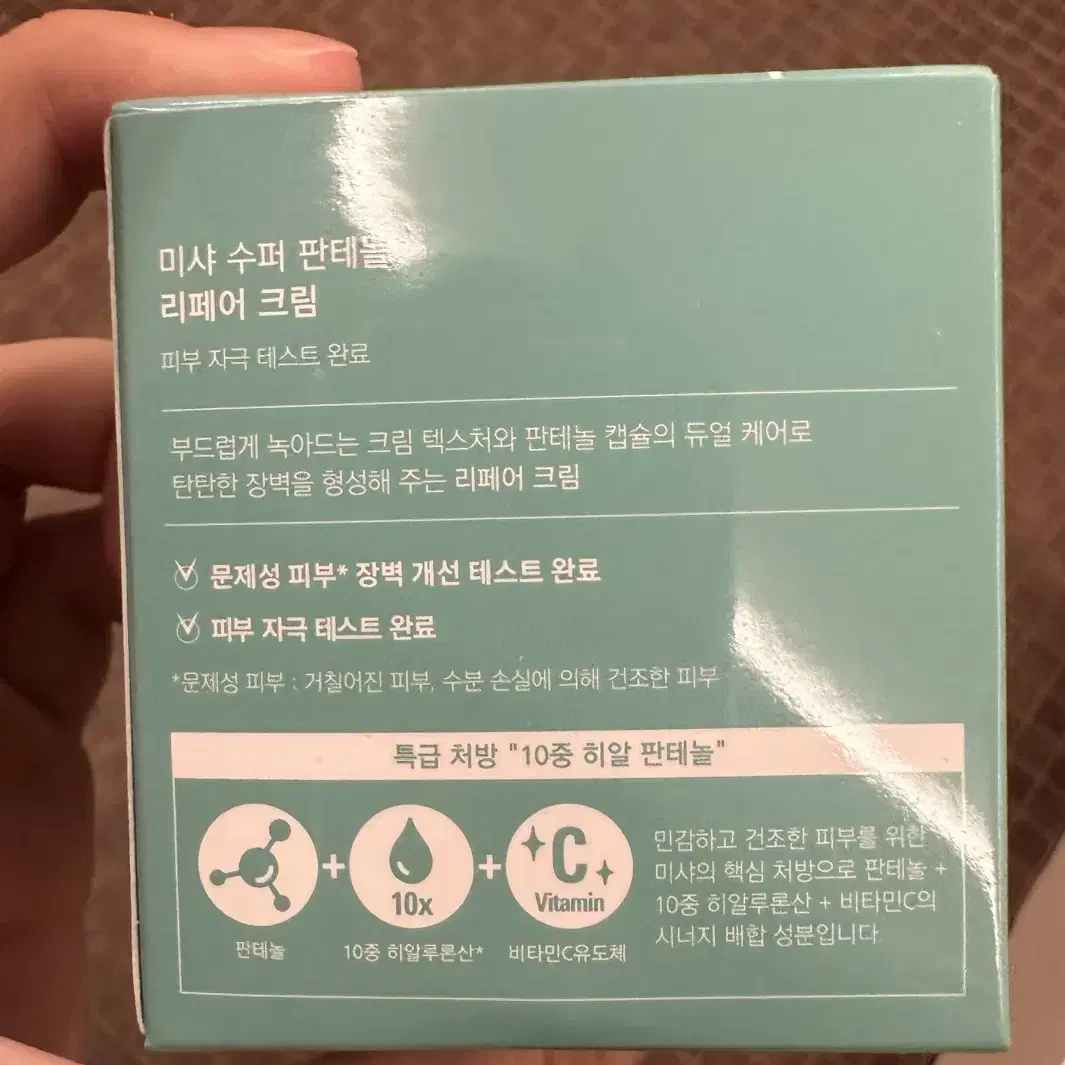 미샤 수퍼 판테놀
리페어 크림
피부 자극 테스트 완료
부드럽게 녹아드는 크림 텍스처와 판테놀 캡슐의 듀얼 케어로
탄탄한 장벽을 형성해 주는 리페어 크림
문제성 피부* 장벽 개선 테스트 완료
피부 자극 테스트 완료
*문제성 피부 : 거칠어진 피부, 수분 손실에 의해 건조한 피부
특급 처방 "10중 히알 판테놀"
+ 10x + C Vitamin
판테놀 10중 히알루론산* 비타민C유도체
민감하고 건조한 피부를 위한
미샤의 핵심 처방으로 판테놀 +
10중 히알루론산 + 비타민C의
시너지 배합 성분입니다.